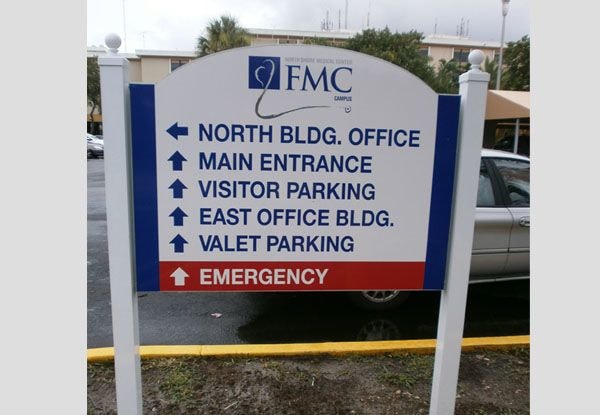 NORTH SHORE MEDICAL CENTER
FMC
CAMPUS
NORTH BLDG. OFFICE
MAIN ENTRANCE
VISITOR PARKING
EAST OFFICE BLDG.
VALET PARKING
EMERGENCY